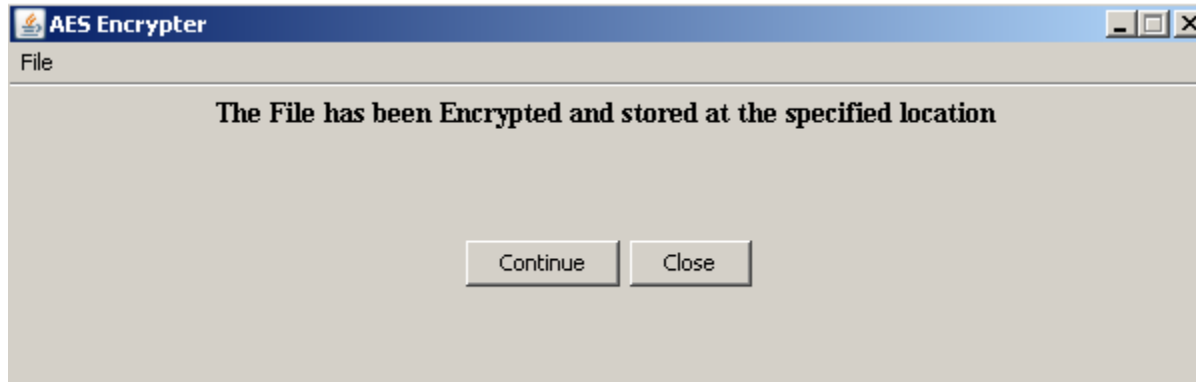 AES Encrypter
File
The File has been Encrypted and stored at the specified location
Continue Close